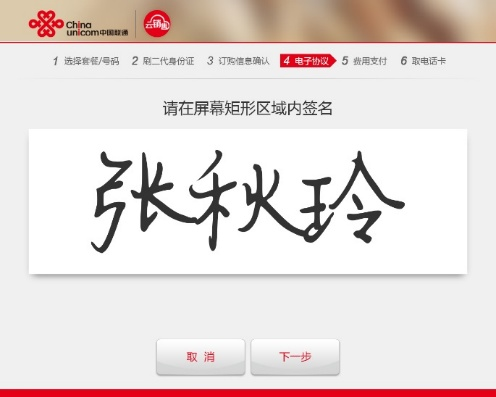 China unicom中国联通 云销售
1 选择套餐/号码 2 刷二代身份证 3 订购信息确认 4 电子协议 5 费用支付 6 取电话卡
请在屏幕矩形区域内签名
张秋玲
取 消 下一步